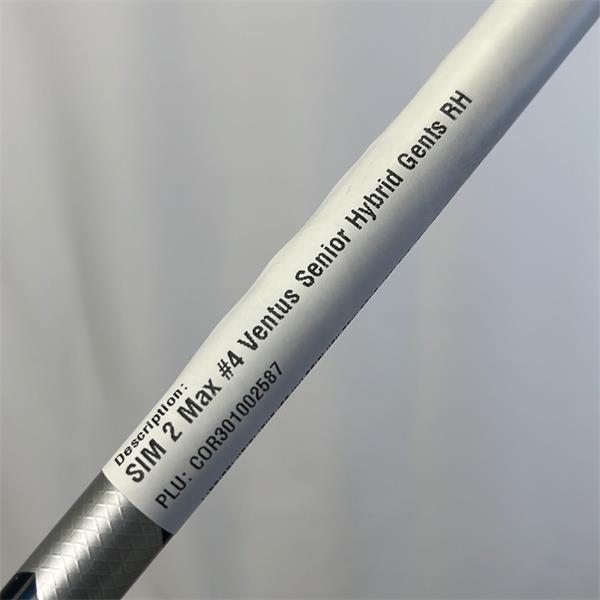 Description:
SIM 2 Max #4 Ventus Senior Hybrid Gents RH
PLU: COR301002587